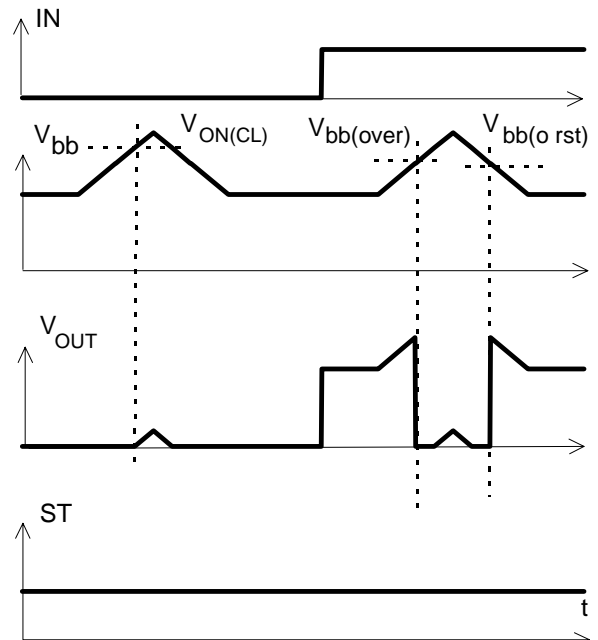 IN
Vbb
VON(CL)
Vbb(over)
Vbb(o rst)
VOUT
ST
t